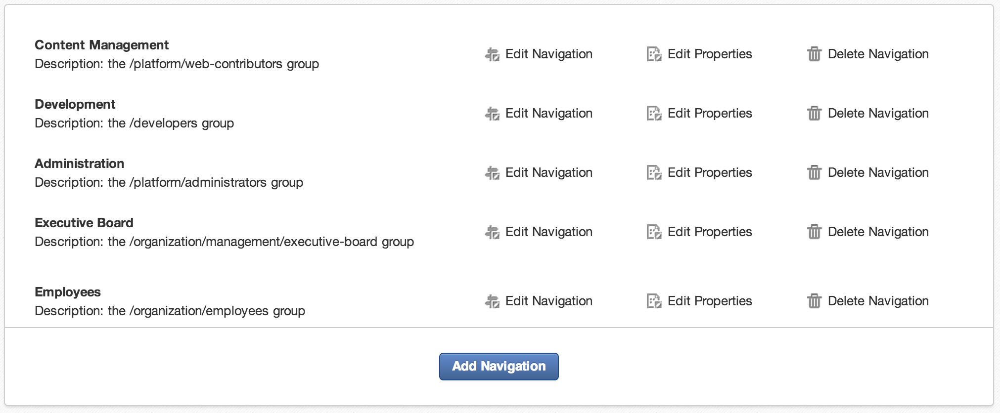 Content Management
Description: the /platform/web-contributors group
Edit Navigation
Edit Properties
Delete Navigation
Development
Description: the /developers group
Edit Navigation
Edit Properties
Delete Navigation
Administration
Description: the /platform/administrators group
Edit Navigation
Edit Properties
Delete Navigation
Executive Board
Description: the /organization/management/executive-board group
Edit Navigation
Edit Properties
Delete Navigation
Employees
Description: the /organization/employees group
Edit Navigation
Edit Properties
Delete Navigation
Add Navigation